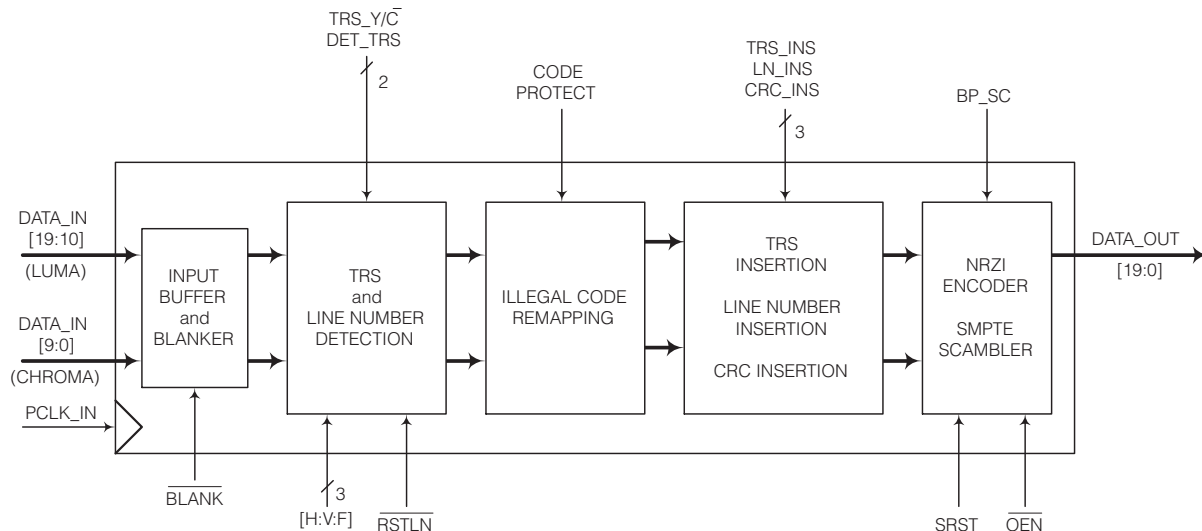 TRS_Y/C̅
DET_TRS
2
CODE
PROTECT
TRS_INS
LN_INS
CRC_INS
3
BP_SC
DATA_IN
[19:10]
(LUMA)
DATA_IN
[9:0]
(CHROMA)
PCLK_IN
INPUT
BUFFER
and
BLANKER
TRS
and
LINE NUMBER
DETECTION
ILLEGAL CODE
REMAPPING
TRS
INSERTION
LINE NUMBER
INSERTION
CRC INSERTION
NRZI
ENCODER
SMPTE
SCAMBLER
DATA_OUT
[19:0]
BLANK
3
[H:V:F]
RSTLN
SRST
OEN